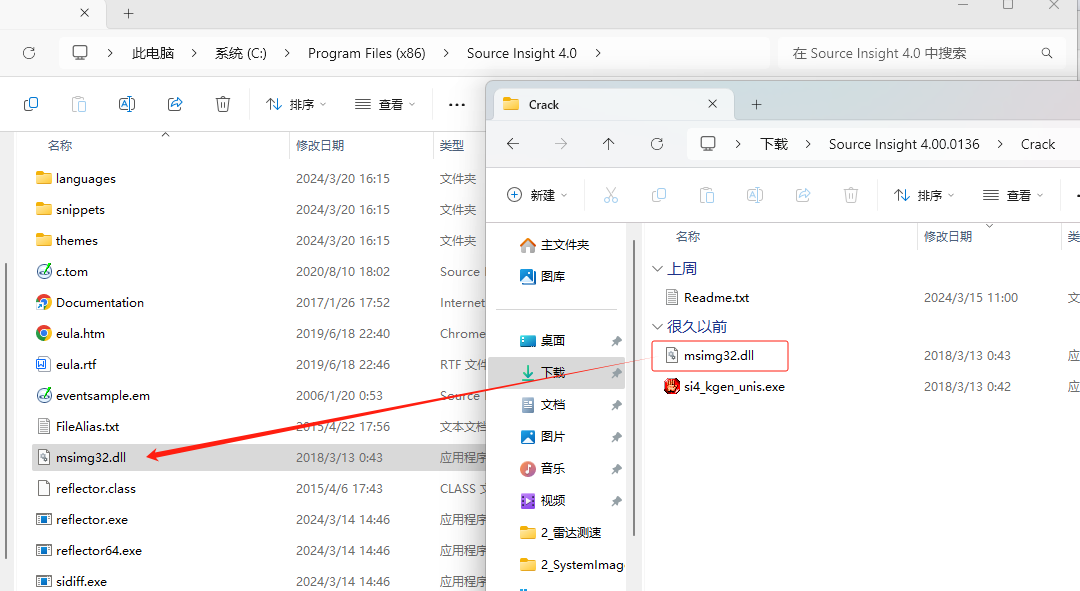 此电脑 > 系统 (C:) > Program Files (x86) > Source Insight 4.0 >
在 Source Insight 4.0 中搜索
排序 查看
名称 修改日期 类型
languages 2024/3/20 16:15 文件夹
snippets 2024/3/20 16:15 文件夹
themes 2024/3/20 16:15 文件夹
c.tom 2020/8/10 18:02 Source
Documentation 2017/1/26 17:52 Internet
eula.htm 2019/6/18 22:40 Chrome
eula.rtf 2019/6/18 22:46 RTF 文件
eventsample.em 2006/1/20 0:53 Source
FileAlias.txt 2015/4/22 17:56 文本文档
msimg32.dll 2018/3/13 0:43 应用程序
reflector.class 2015/4/6 17:43 CLASS 文
reflector.exe 2024/3/14 14:46 应用程序
reflector64.exe 2024/3/14 14:46 应用程序
sidiff.exe 2024/3/14 14:46 应用程序
Crack
下载 > Source Insight 4.00.0136 > Crack
新建 排序 查看
主文件夹
图库
桌面
下载
文档
图片
音乐
视频
2_雷达测速
2_SystemImag
名称 修改日期 类
上周
Readme.txt 2024/3/15 11:00 文
很久以前
msimg32.dll 2018/3/13 0:43 应
si4_kgen_unis.exe 2018/3/13 0:42 应